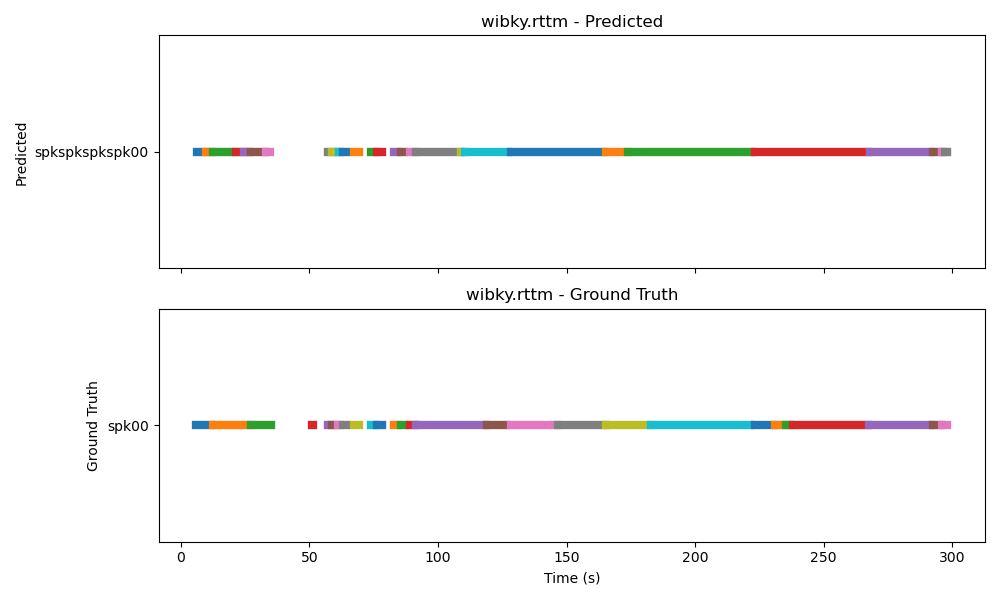 wibky.rttm - Predicted
Predicted
spkspkspkspk00
wibky.rttm - Ground Truth
Ground Truth
spk00
0 50 100 150 200 250 300
Time (s)